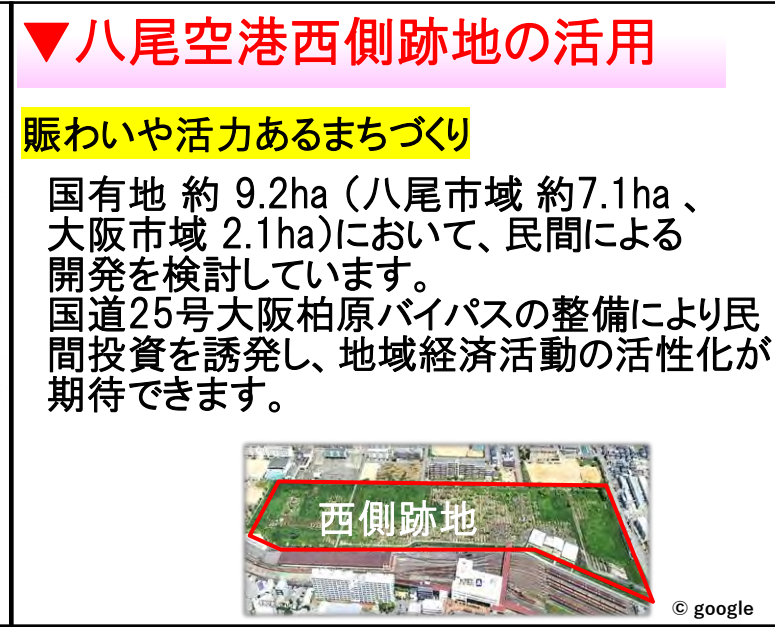 ▼八尾空港西側跡地の活用
賑わいや活力あるまちづくり
国有地 約 9.2ha (八尾市域 約7.1ha 、
大阪市域 2.1ha)において、民間による
開発を検討しています。
国道25号大阪柏原バイパスの整備により民
間投資を誘発し、地域経済活動の活性化が
期待できます。
西側跡地
© google